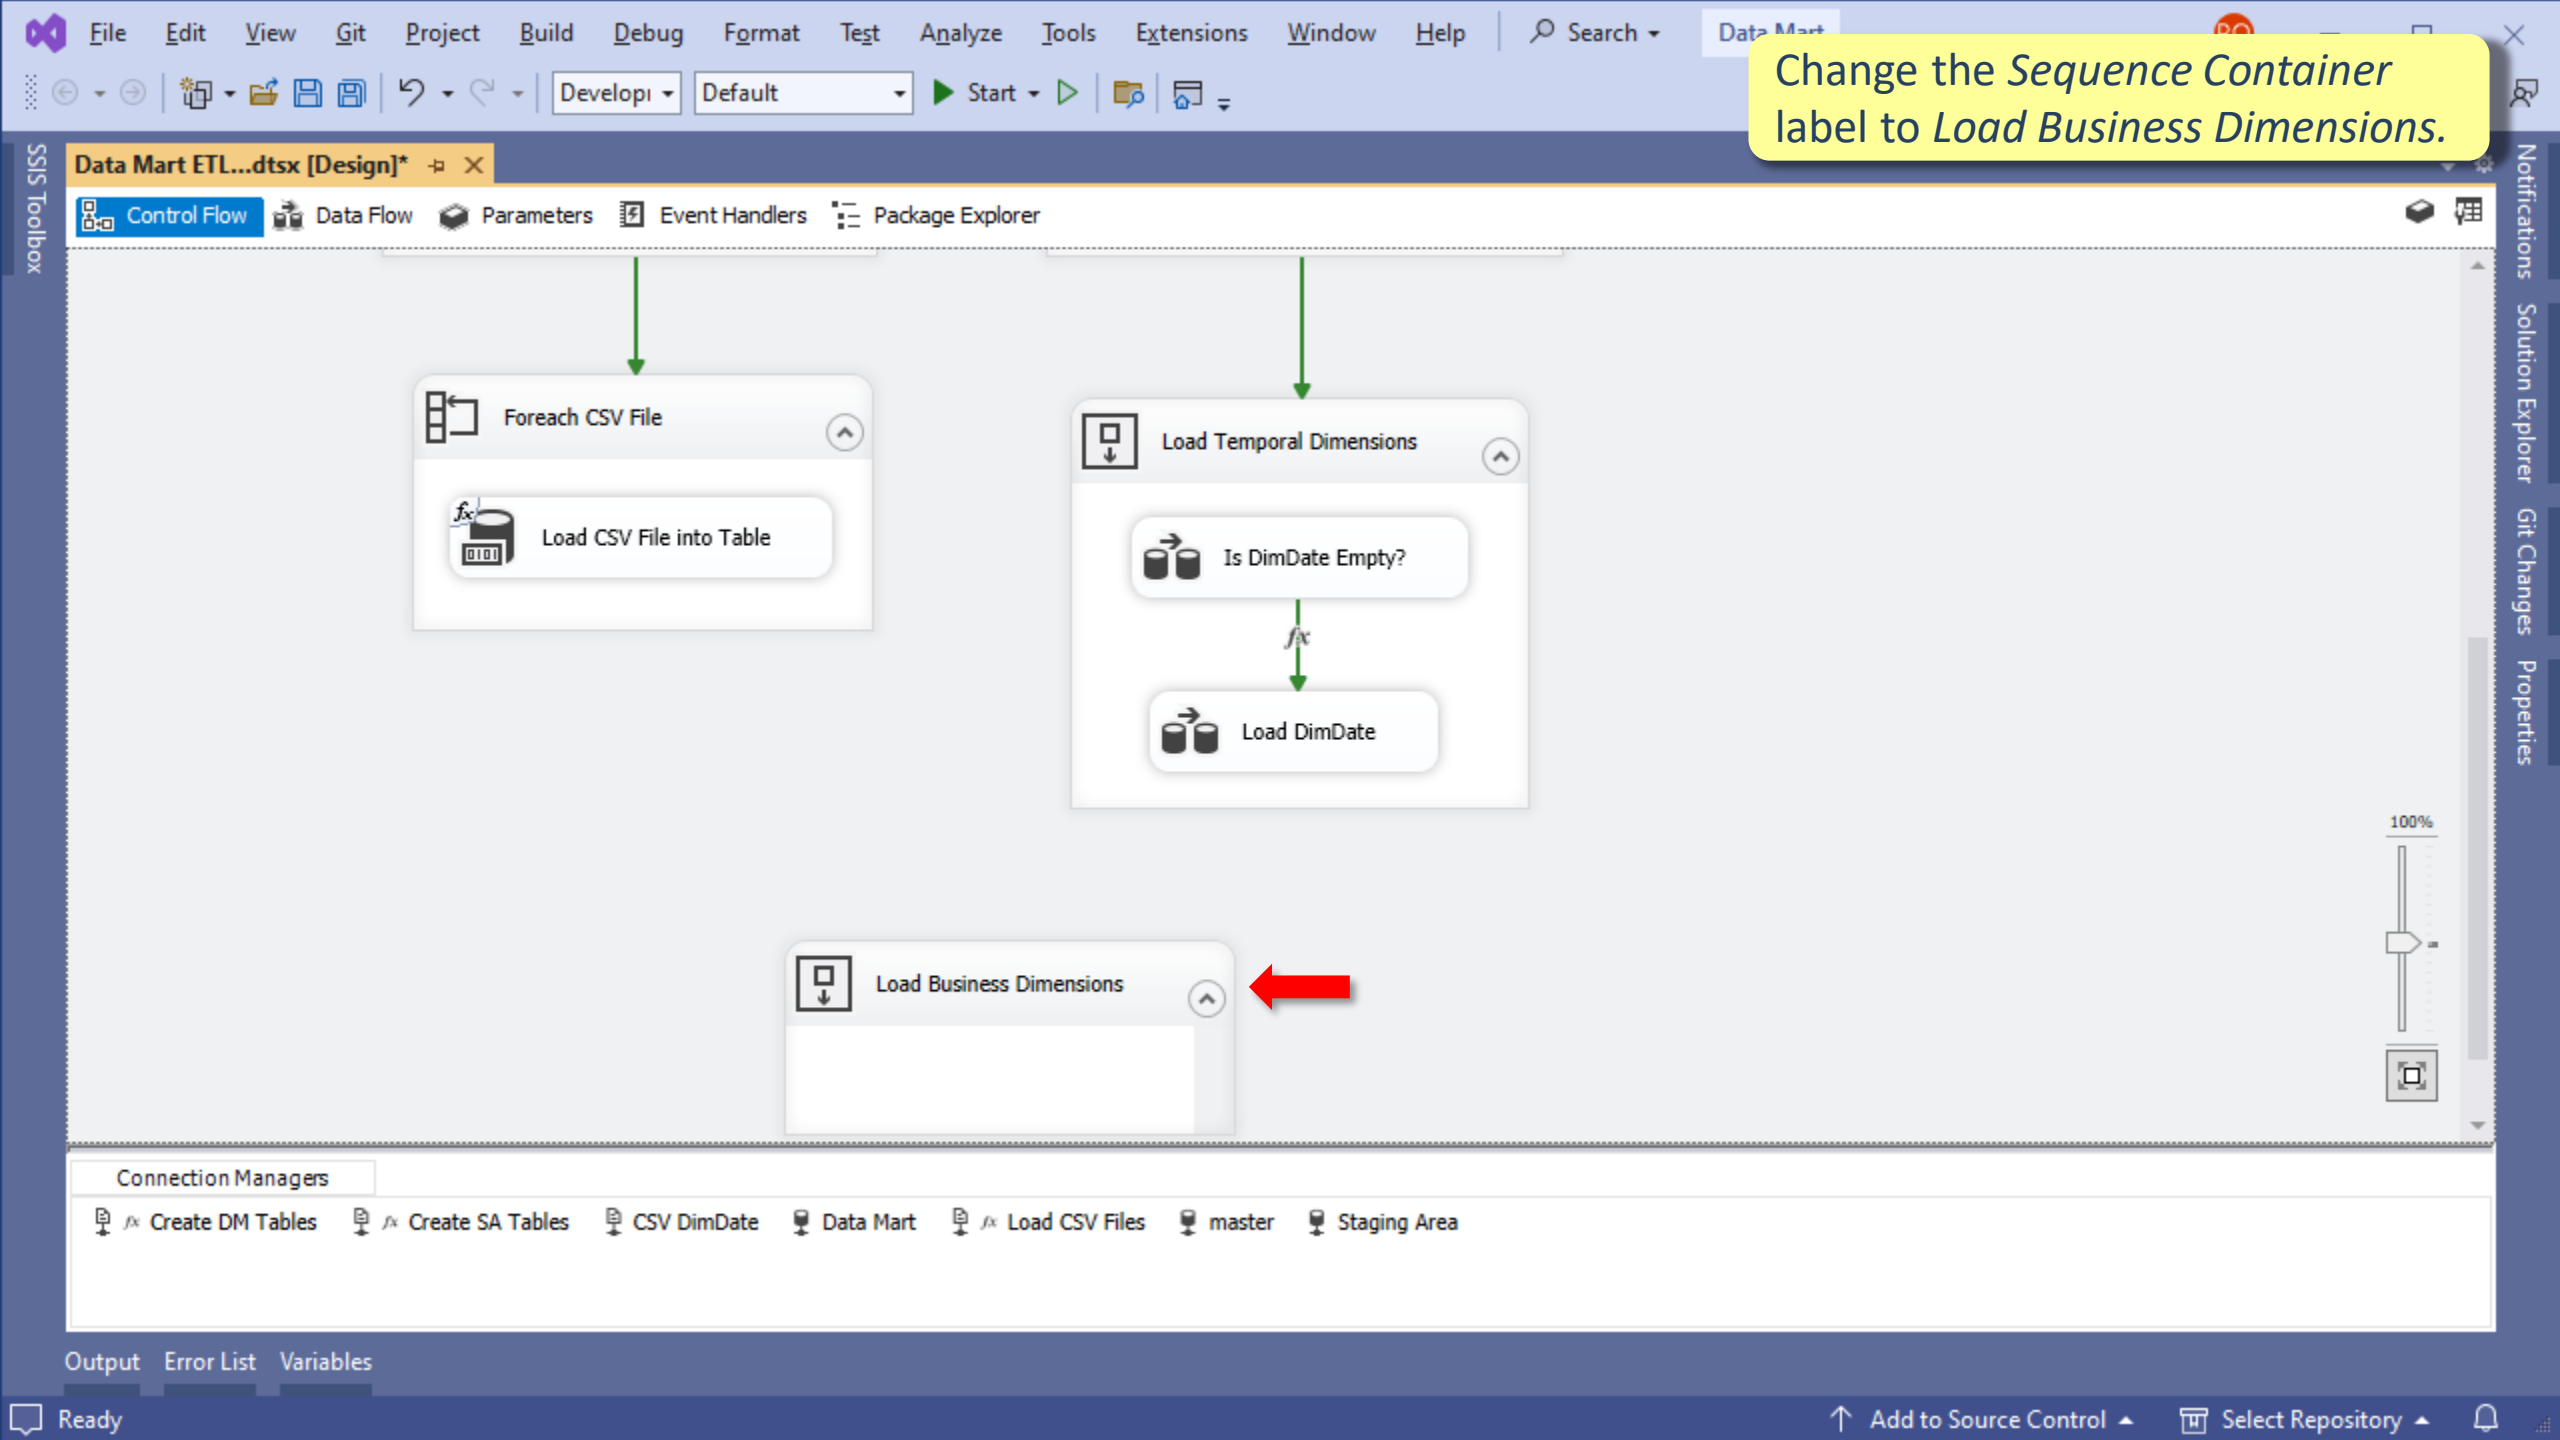 File Edit View Git Project Build Debug Format Test Analyze Tools Extensions Window Help Search Data Mart
Change the Sequence Container
label to Load Business Dimensions.
Develop Default Start
SSIS Toolbox
Data Mart ETL...dtsx [Design]*
Control Flow Data Flow Parameters Event Handlers Package Explorer
Notifications
Solution Explorer
Git Changes
Properties
Foreach CSV File
Load CSV File into Table
Load Temporal Dimensions
Is DimDate Empty?
fx
Load DimDate
100%
Load Business Dimensions
Connection Managers
fx Create DM Tables fx Create SA Tables CSV DimDate Data Mart fx Load CSV Files master Staging Area
Output Error List Variables
Ready Add to Source Control Select Repository